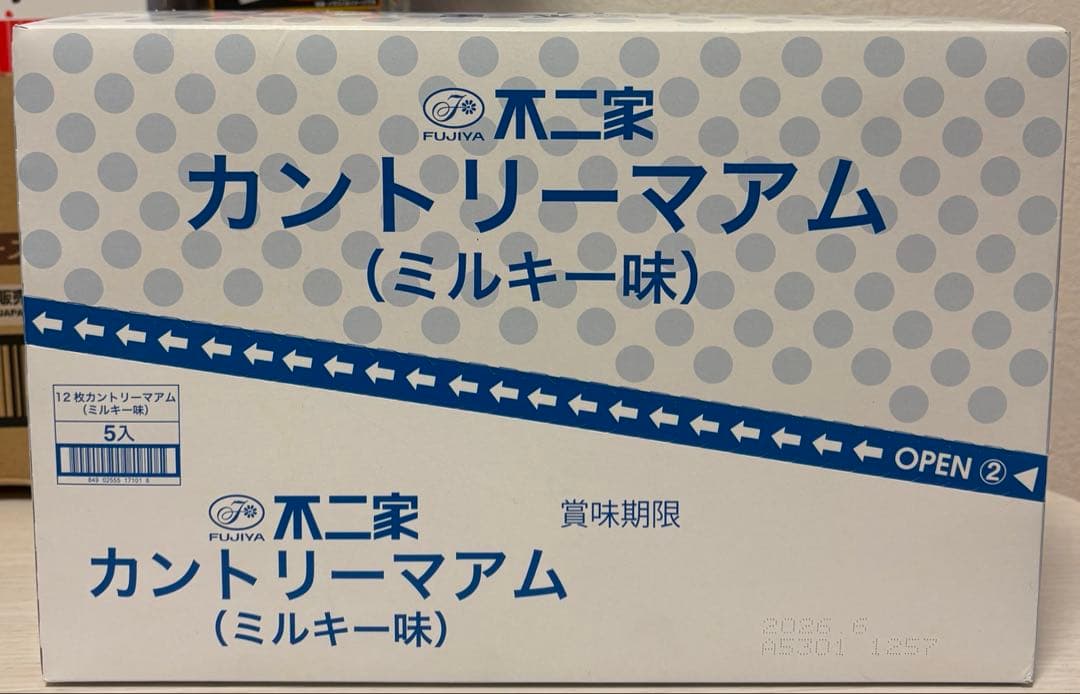 FUJIYA 不二家
カントリーマアム
（ミルキー味）
OPEN ②
12枚カントリーマアム
（ミルキー味）
5入
FUJIYA 不二家
カントリーマアム
（ミルキー味）
賞味期限
2026. 6
A5301 1257
販売
JAPA